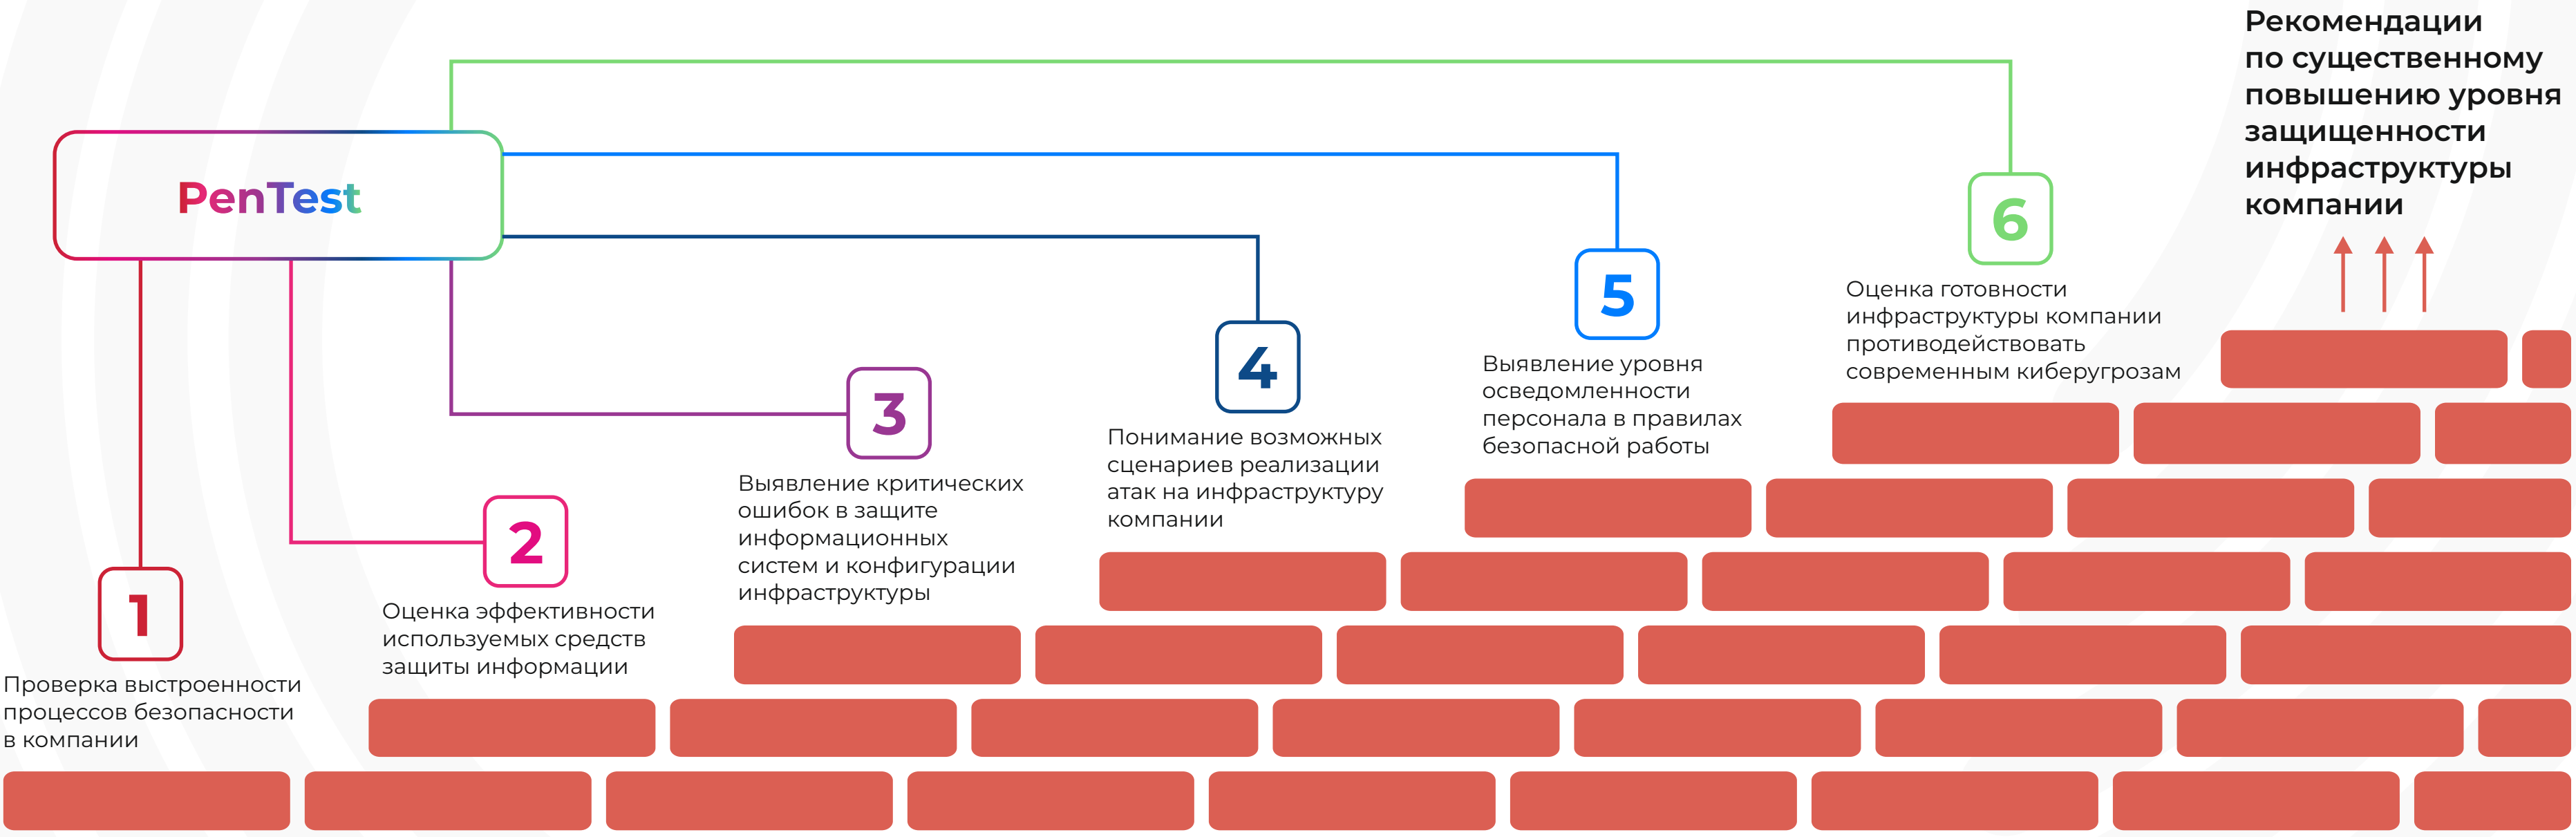 PenTest
1
Проверка выстроенности
процессов безопасности
в компании
2
Оценка эффективности
используемых средств
защиты информации
3
Выявление критических
ошибок в защите
информационных
систем и конфигурации
инфраструктуры
4
Понимание возможных
сценариев реализации
атак на инфраструктуру
компании
5
Выявление уровня
осведомленности
персонала в правилах
безопасной работы
6
Оценка готовности
инфраструктуры компании
противодействовать
современным киберугрозам
Рекомендации
по существенному
повышению уровня
защищенности
инфраструктуры
компании